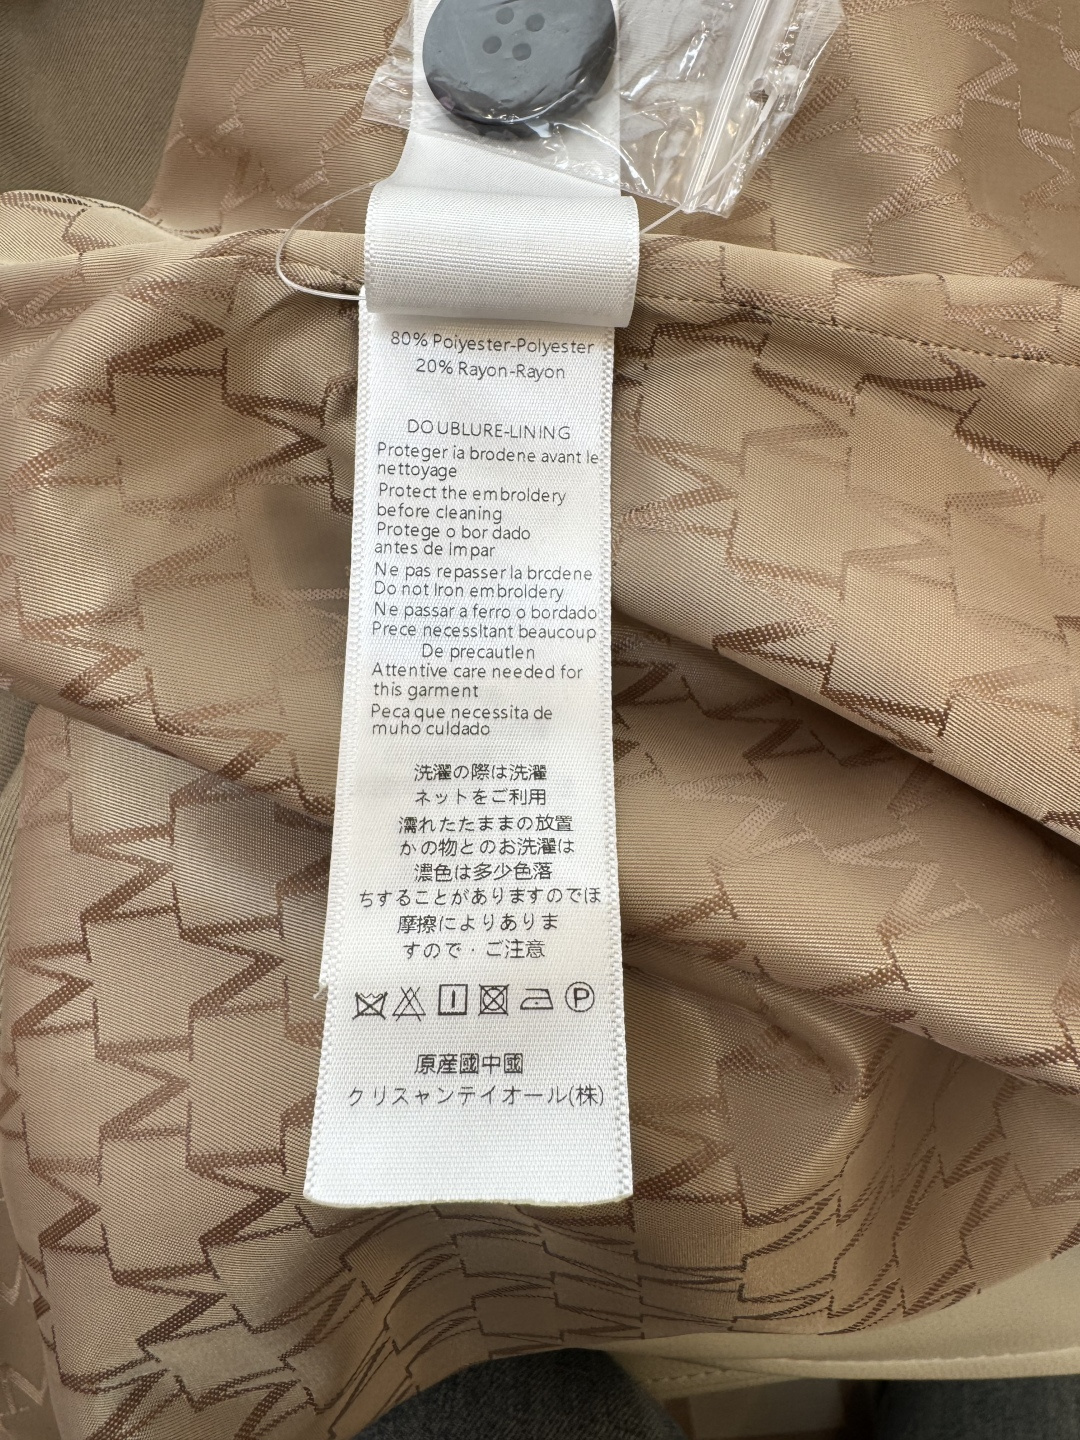 80% Poiyester-Polyester
20% Rayon-Rayon
DOUBLURE-LINING
Proteger ia brodene avant le
nettoyage
Protect the embroldery
before cleaning
Protege o bor dado
antes de Impar
Ne pas repasser la brcdene
Do not Iron embroldery
Ne passar a ferro o bordado
Prece necessltant beaucoup
De precautlen
Attentive care needed for
this garment
Peca que necessita de
muho culdado
洗濯の際は洗濯
ネットをご利用
濡れたたままの放置
かの物とのお洗濯は
濃色は多少色落
ちすることがありますのでほ
摩擦によりありま
すので·ご注意
P
原産國中國
クリスャンテイオール(株)